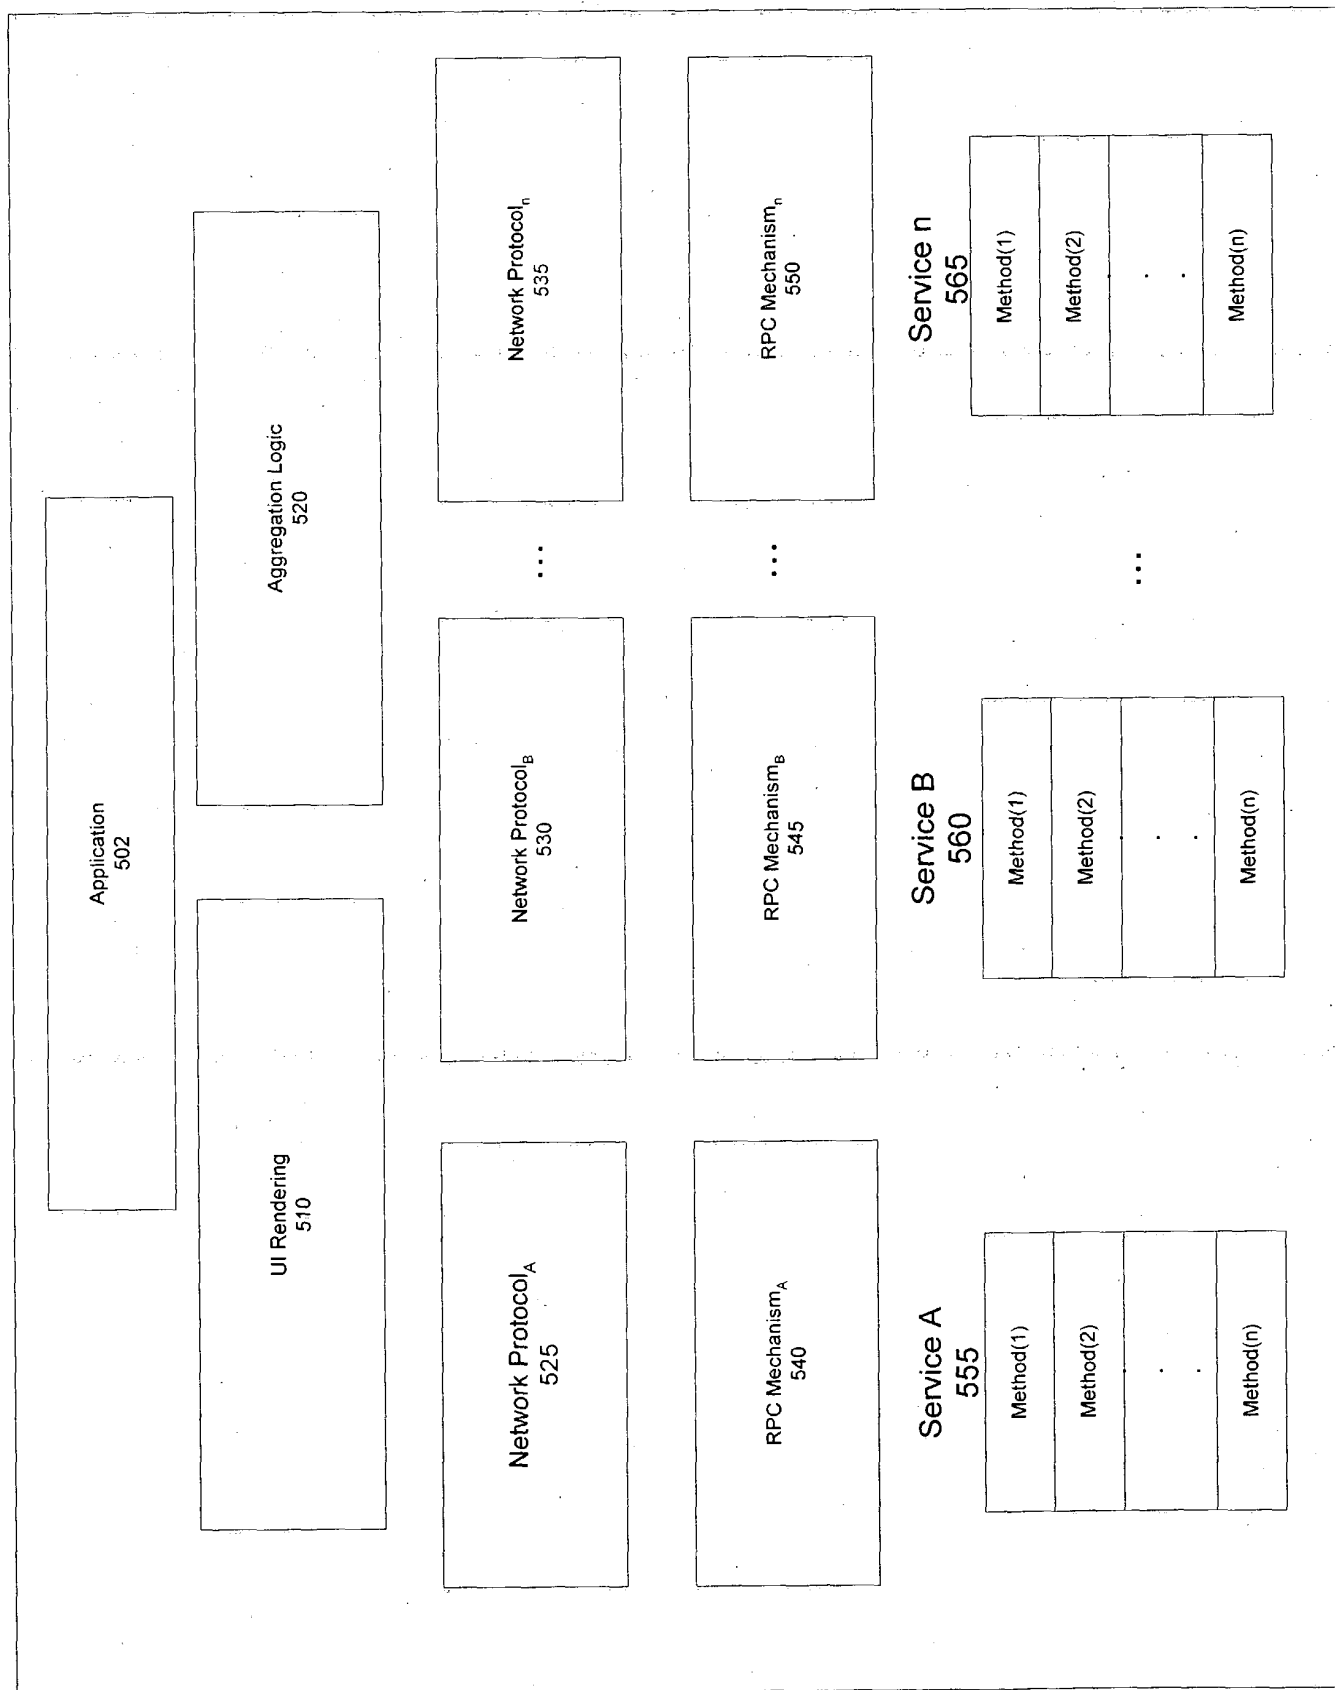 Application
502
UI Rendering
510
Aggregation Logic
520
Network Protocol_A
525
Network Protocol_B
530
...
Network Protocol_n
535
RPC Mechanism_A
540
RPC Mechanism_B
545
...
RPC Mechanism_n
550
Service A
555
Method(1)
Method(2)
. . .
Method(n)
Service B
560
Method(1)
Method(2)
. . .
Method(n)
...
Service n
565
Method(1)
Method(2)
. . .
Method(n)